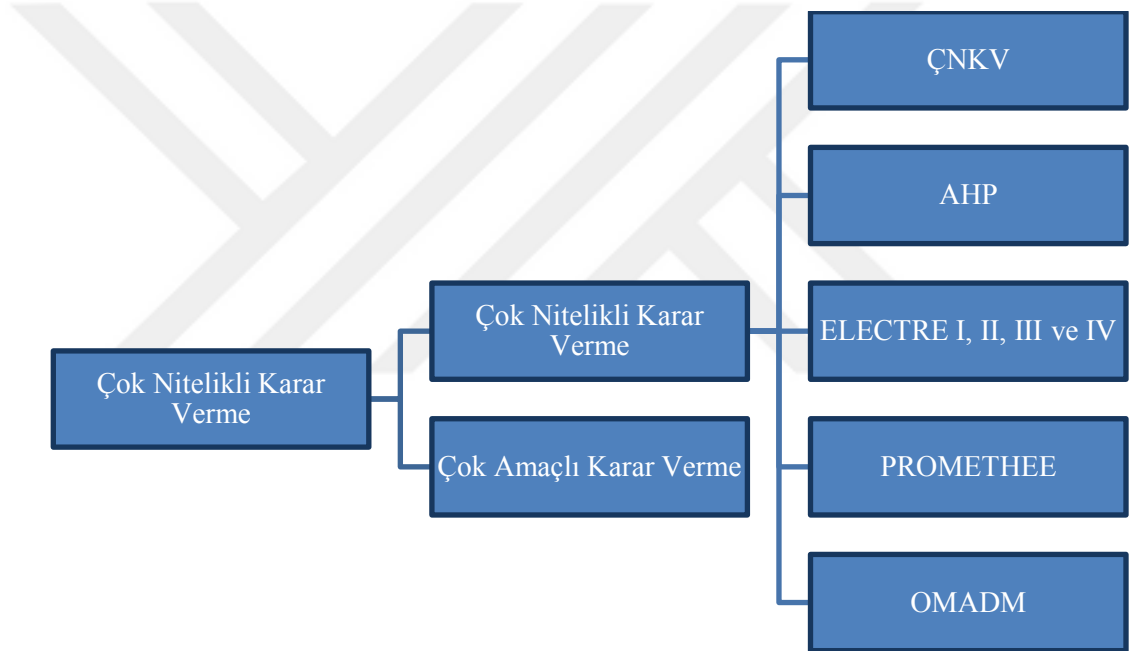 Çok Nitelikli Karar
Verme
Çok Nitelikli Karar
Verme
Çok Amaçlı Karar Verme
ÇNKV
AHP
ELECTRE I, II, III ve IV
PROMETHEE
OMADM